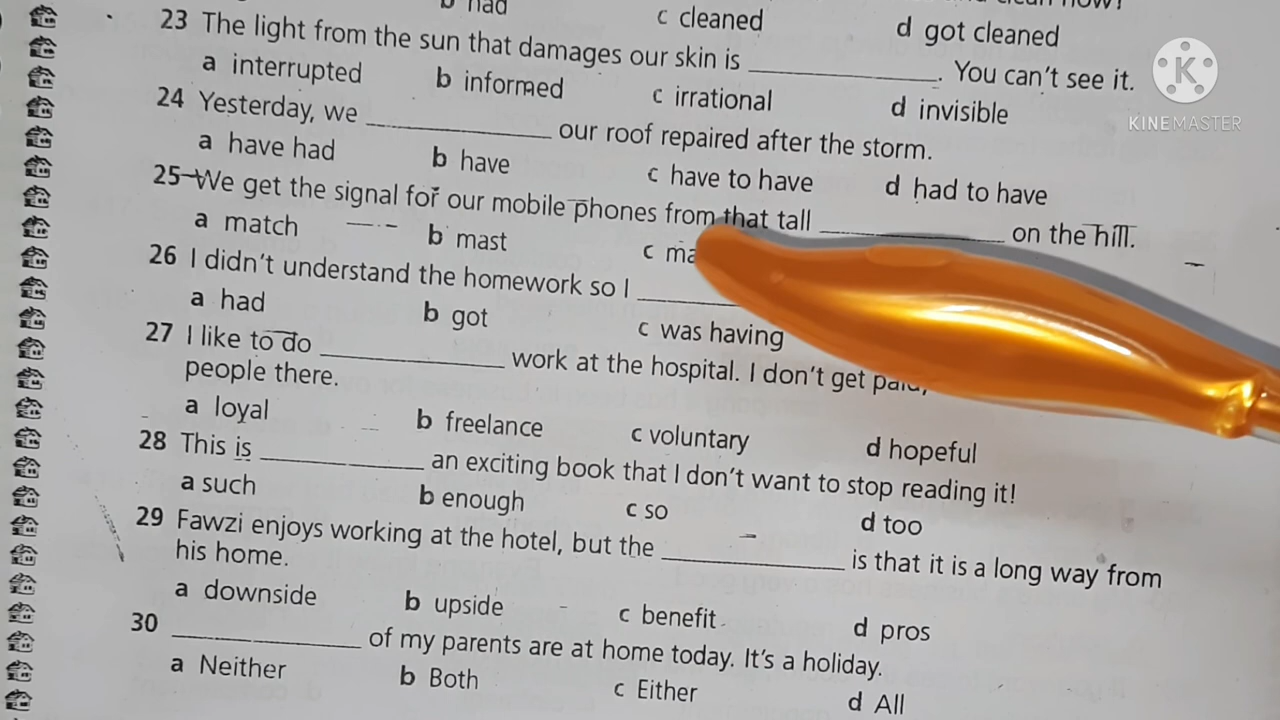 b had c cleaned d got cleaned
23 The light from the sun that damages our skin is ________. You can't see it.
a interrupted b informed c irrational d invisible
24 Yesterday, we ________ our roof repaired after the storm.
a have had b have c have to have d had to have
25 We get the signal for our mobile phones from that tall ________ on the hill.
a match b mast c
26 I didn't understand the homework so I ________
a had b got c was having
27 I like to do ________ work at the hospital. I don't get paid,
people there.
a loyal b freelance c voluntary d hopeful
28 This is ________ an exciting book that I don't want to stop reading it!
a such b enough c so d too
29 Fawzi enjoys working at the hotel, but the ________ is that it is a long way from
his home.
a downside b upside c benefit d pros
30 ________ of my parents are at home today. It's a holiday.
a Neither b Both c Either d All
K
KINEMASTER